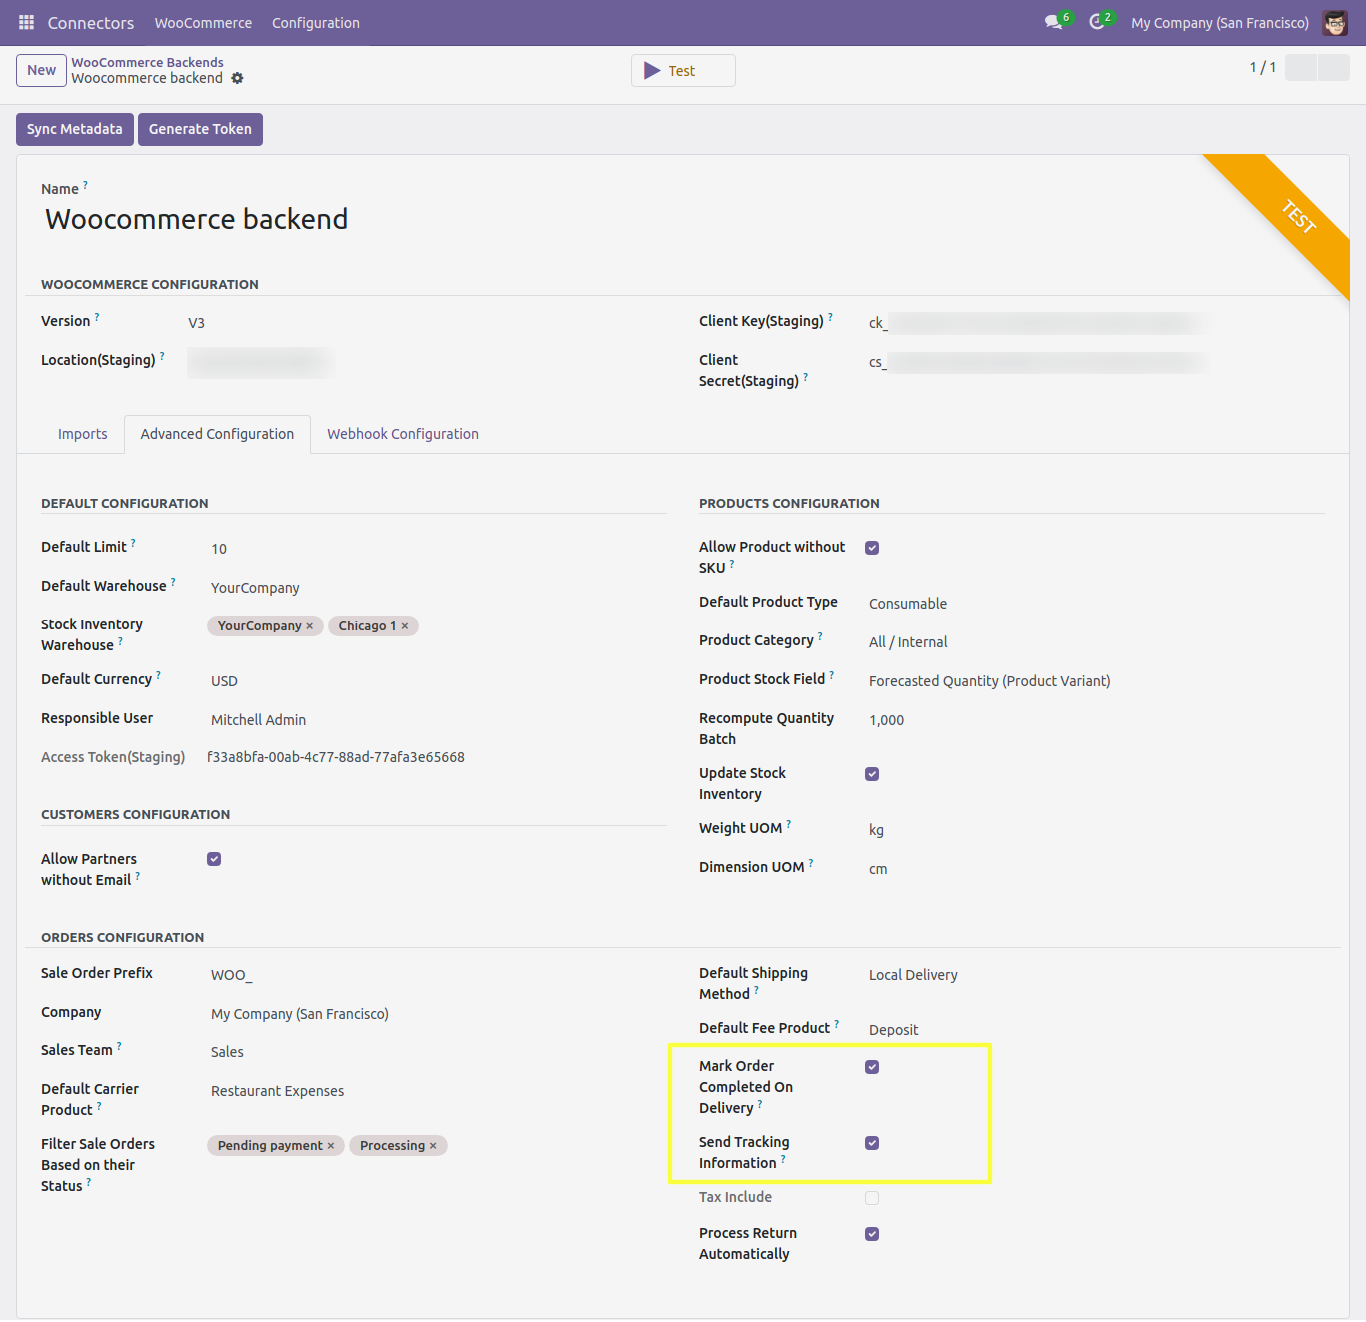 Connectors WooCommerce Configuration 6 2 My Company (San Francisco)
New WooCommerce Backends
Woocommerce backend
Test
1 / 1
Sync Metadata Generate Token
TEST
Name ?
Woocommerce backend
WOOCOMMERCE CONFIGURATION
Version ? V3
Location(Staging) ?
Client Key(Staging) ? ck_
Client
Secret(Staging) ? cs_
Imports Advanced Configuration Webhook Configuration
DEFAULT CONFIGURATION
Default Limit ? 10
Default Warehouse ? YourCompany
Stock Inventory
Warehouse ? YourCompany × Chicago 1 ×
Default Currency ? USD
Responsible User Mitchell Admin
Access Token(Staging) f33a8bfa-00ab-4c77-88ad-77afa3e65668
CUSTOMERS CONFIGURATION
Allow Partners
without Email ?
PRODUCTS CONFIGURATION
Allow Product without
SKU ?
Default Product Type Consumable
Product Category ? All / Internal
Product Stock Field ? Forecasted Quantity (Product Variant)
Recompute Quantity
Batch 1,000
Update Stock
Inventory
Weight UOM ? kg
Dimension UOM ? cm
ORDERS CONFIGURATION
Sale Order Prefix WOO_
Company My Company (San Francisco)
Sales Team ? Sales
Default Carrier
Product ? Restaurant Expenses
Filter Sale Orders
Based on their
Status ? Pending payment × Processing ×
Default Shipping
Method ? Local Delivery
Default Fee Product ? Deposit
Mark Order
Completed On
Delivery ?
Send Tracking
Information ?
Tax Include
Process Return
Automatically